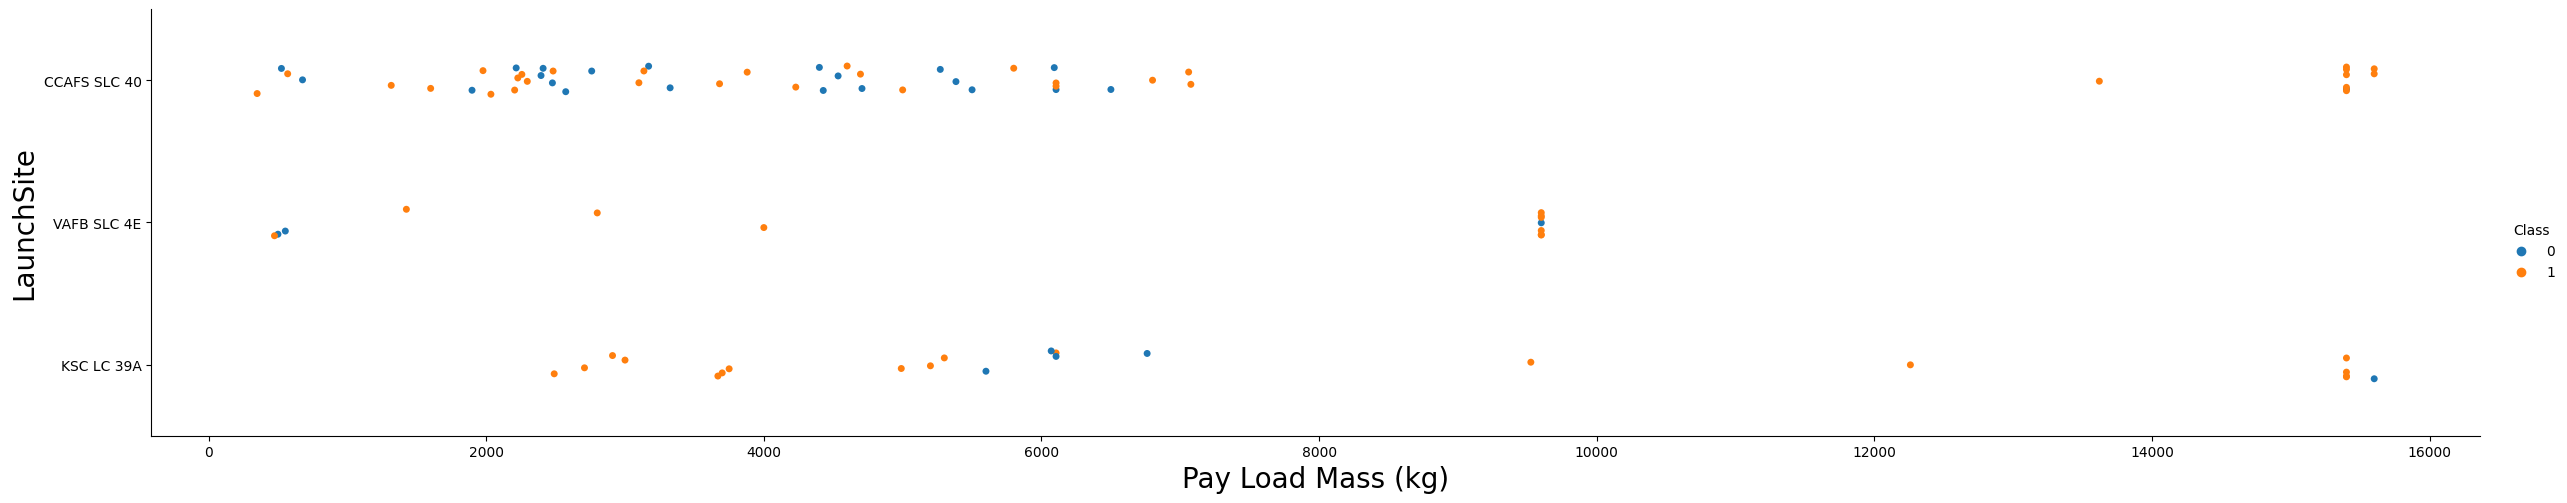 LaunchSite
CCAFS SLC 40
VAFB SLC 4E
KSC LC 39A
0 2000 4000 6000 8000 10000 12000 14000 16000
Pay Load Mass (kg)
Class
0
1